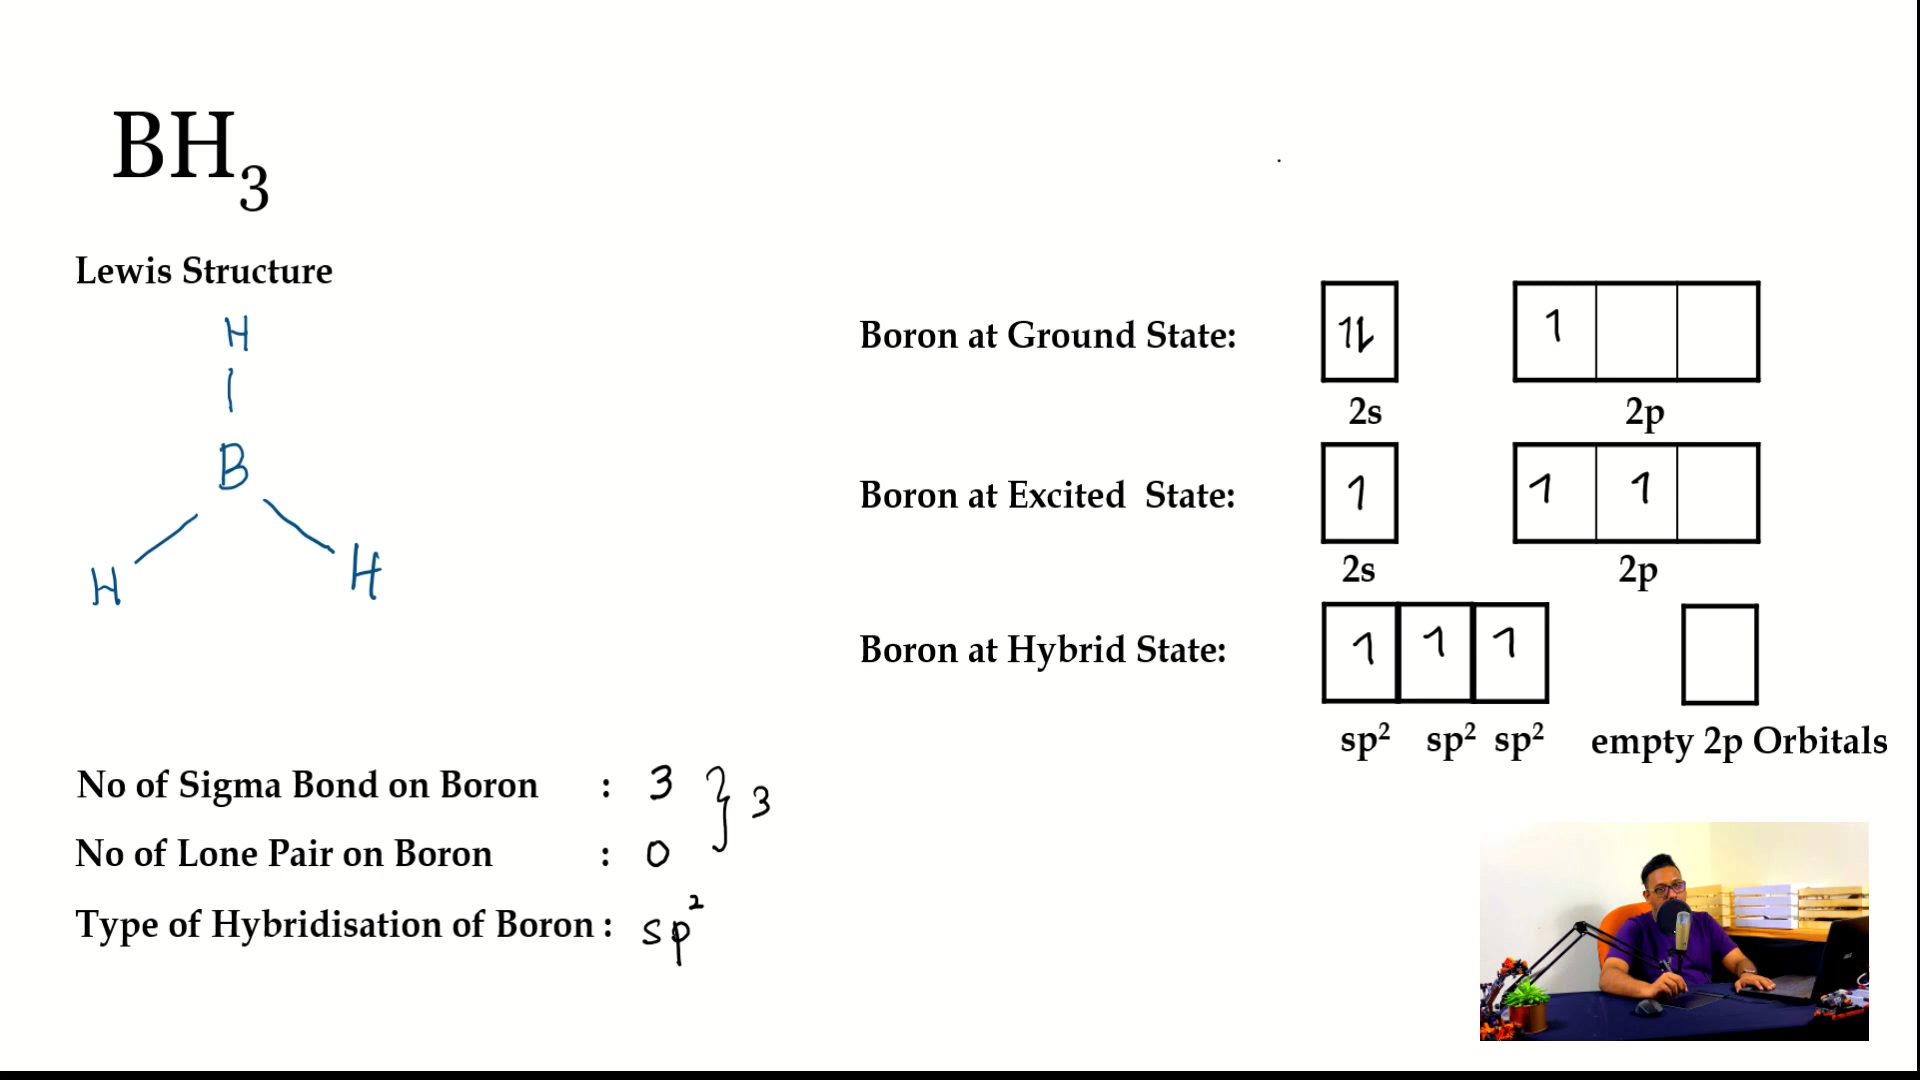 BH₃
Lewis Structure
H
B
H H
Boron at Ground State: 1⇂ 1
2s 2p
Boron at Excited State: 1 1 1
2s 2p
Boron at Hybrid State: 1 1 1
sp² sp² sp² empty 2p Orbitals
No of Sigma Bond on Boron : 3 } 3
No of Lone Pair on Boron : 0
Type of Hybridisation of Boron : sp²